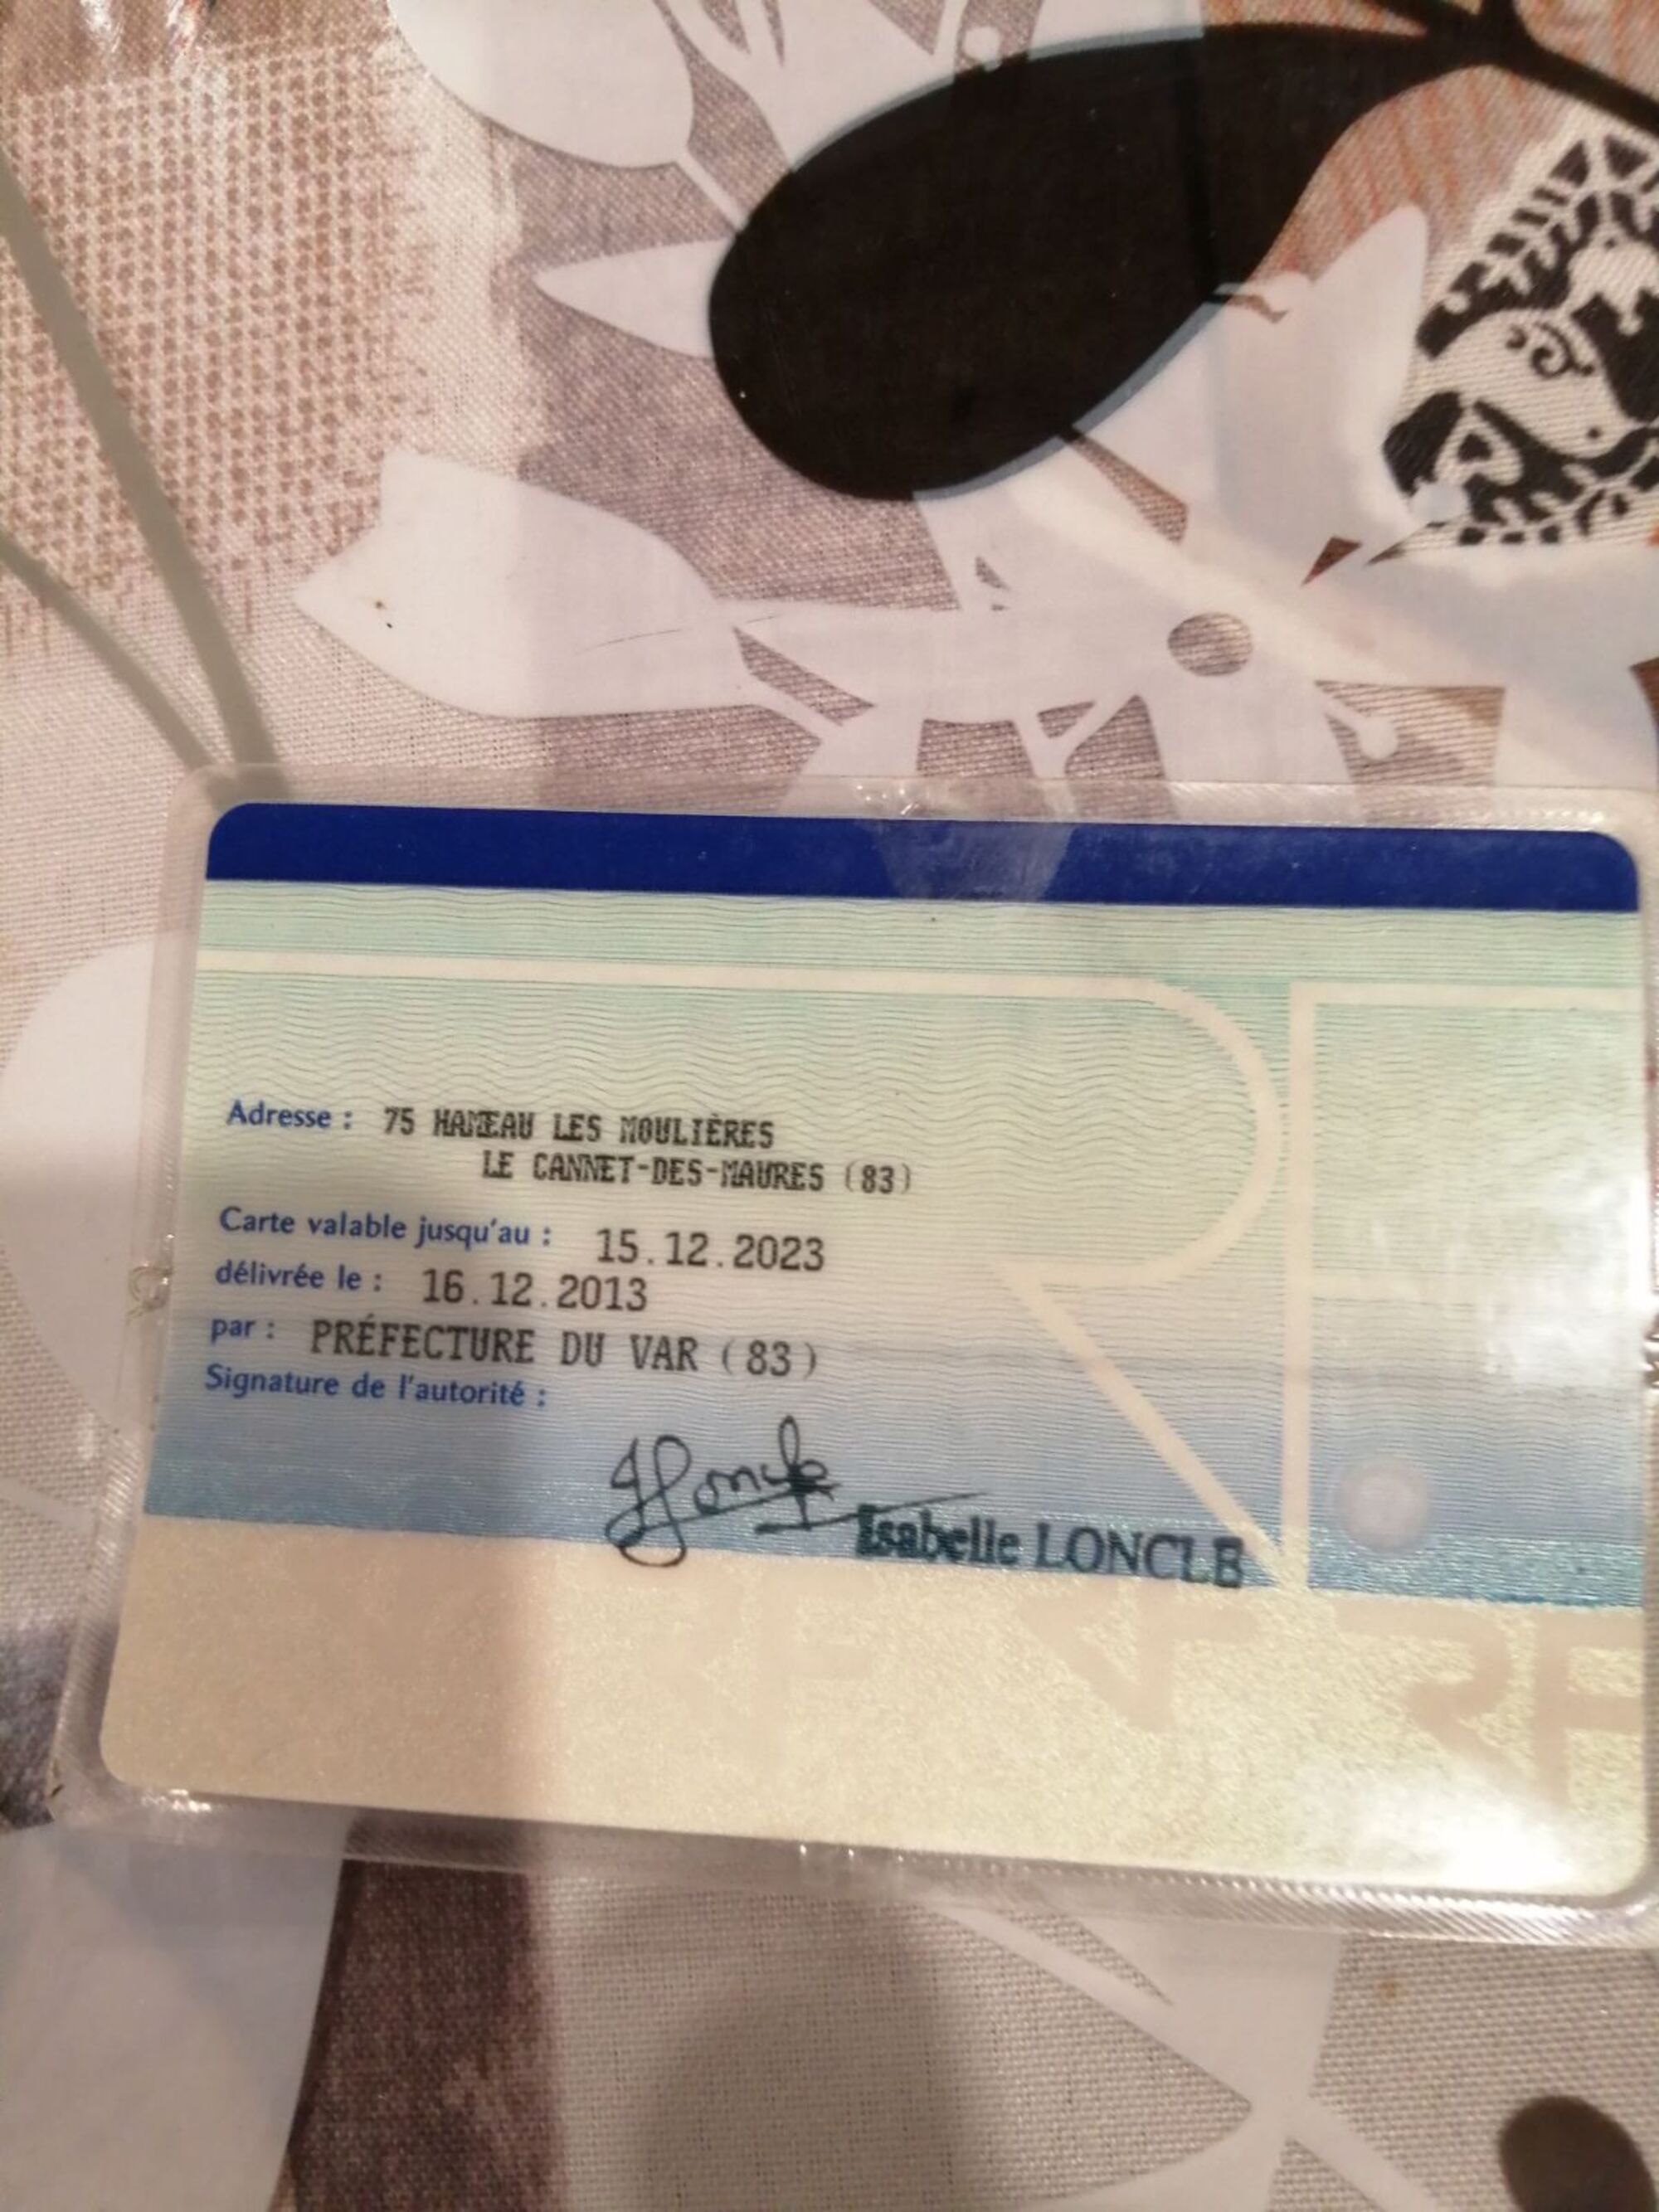 Adresse : 75 HAMEAU LES MOULIÈRES
LE CANNET-DES-MAURES (83)
Carte valable jusqu'au : 15.12.2023
délivrée le : 16.12.2013
par : PRÉFECTURE DU VAR (83)
Signature de l'autorité :
Isabelle LONCLE
RF